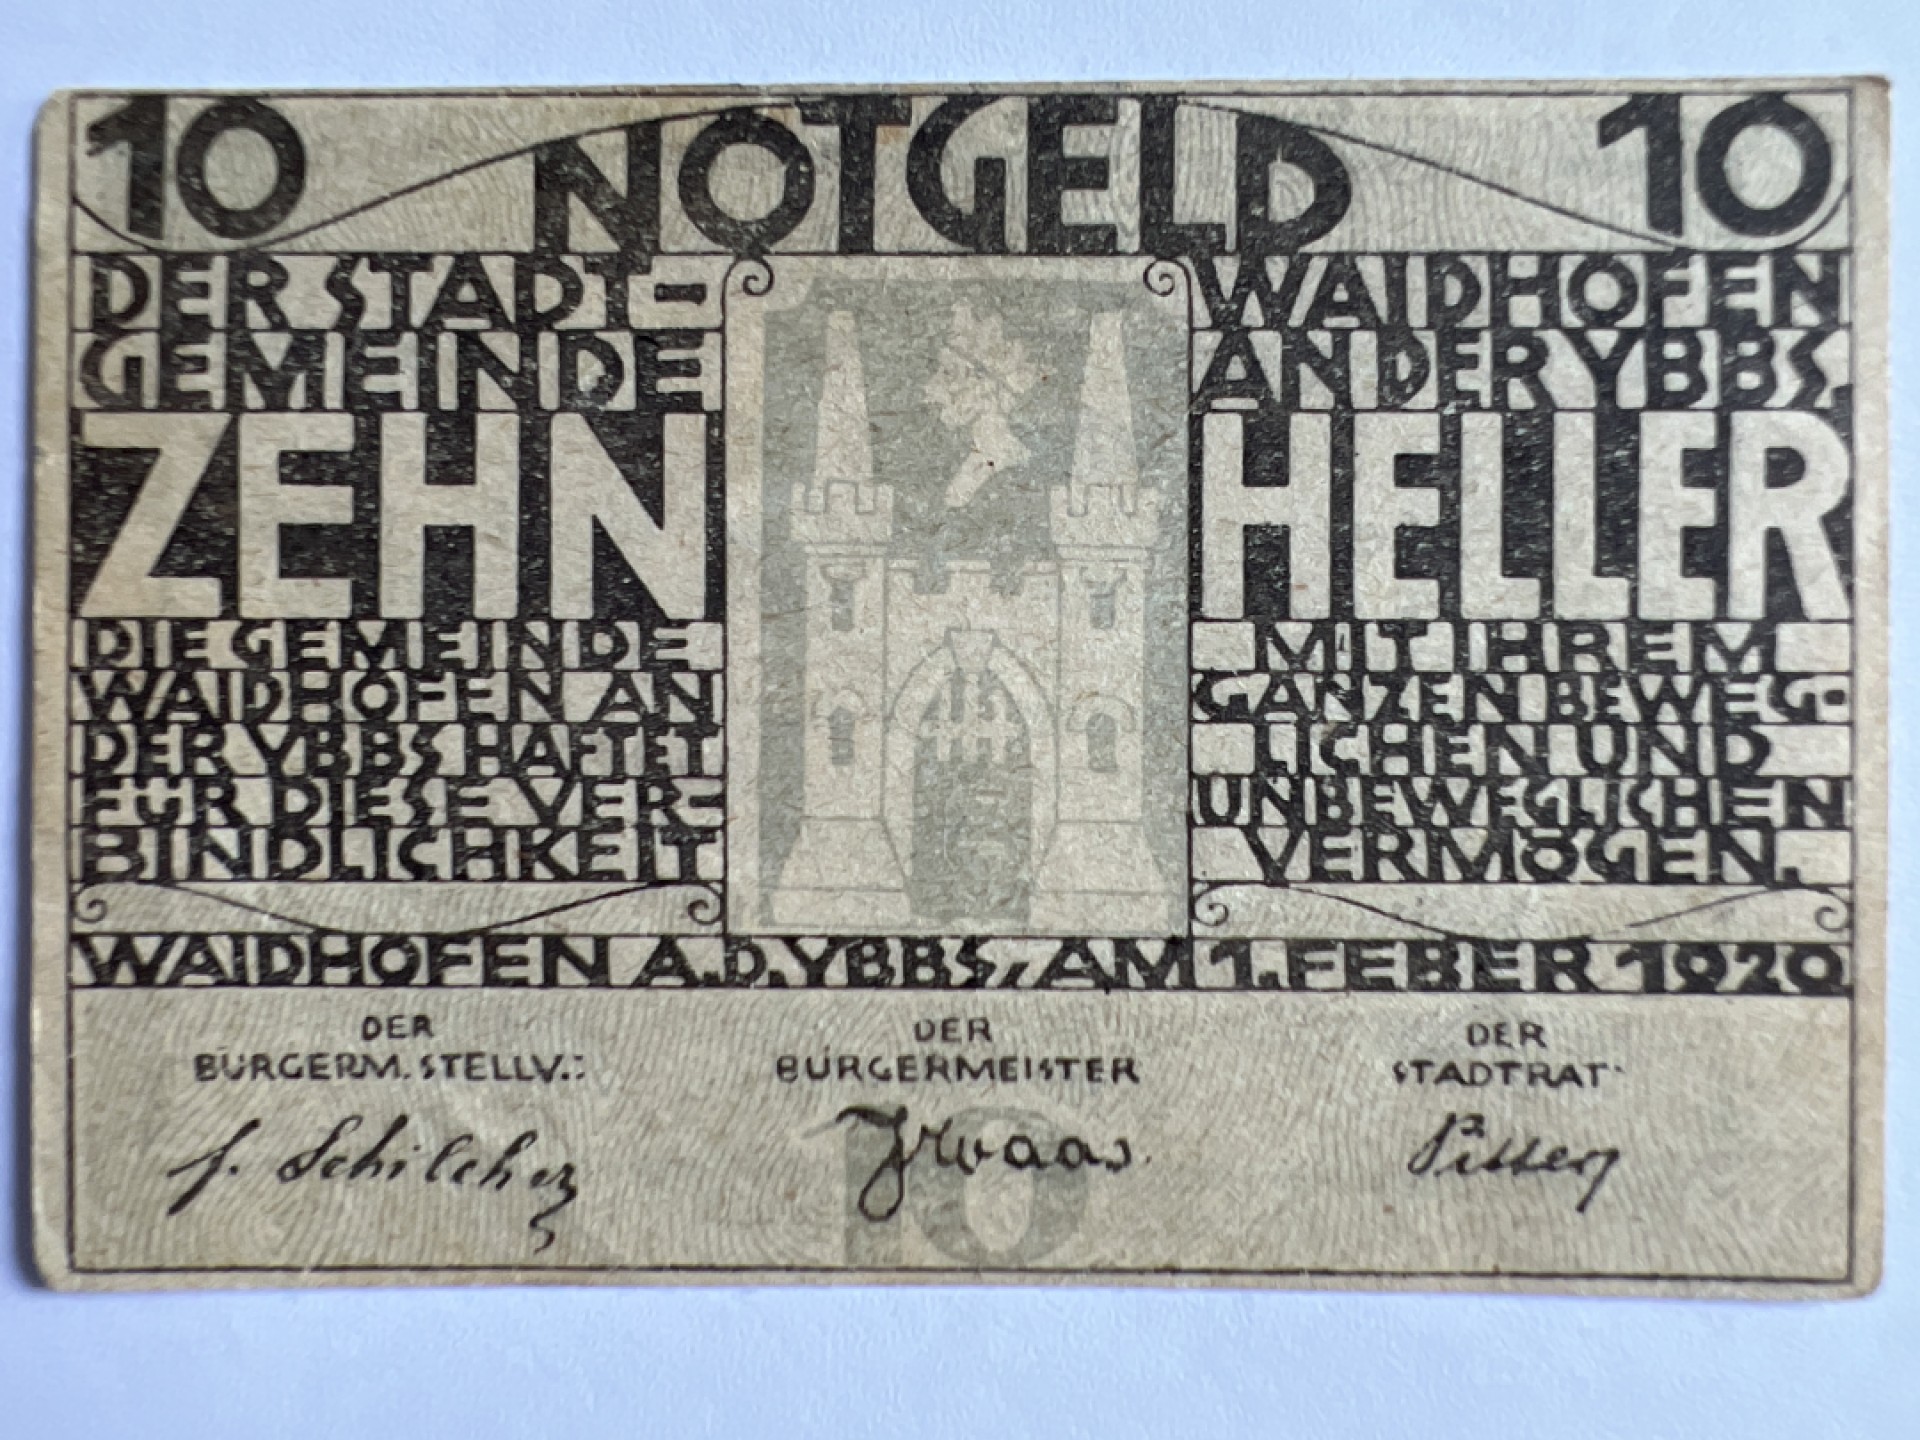 10 NOTGELD 10
DER STADT-
GEMEINDE
WAIDHOFEN
AN DER YBBS
ZEHN HELLER
DIE GEMEINDE
WAIDHOFEN AN
DER YBBS HAFTET
FÜR DIESE VER-
BINDLICHKEIT
MIT IHREM
GANZEN BEWEG-
LICHEN UND
UNBEWEGLICHEN
VERMÖGEN.
WAIDHOFEN A.D.YBBS, AM 1. FEBER 1920
DER
BÜRGERM. STELLV.:
f. Schilcher
DER
BÜRGERMEISTER
DER
STADTRAT
10